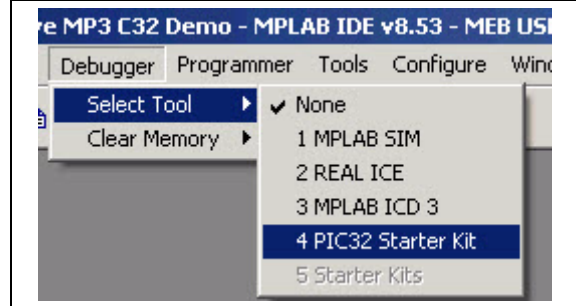 e MP3 C32 Demo - MPLAB IDE v8.53 - MEB US
Debugger Programmer Tools Configure Wind
Select Tool None
Clear Memory 1 MPLAB SIM
2 REAL ICE
3 MPLAB ICD 3
4 PIC32 Starter Kit
5 Starter Kits